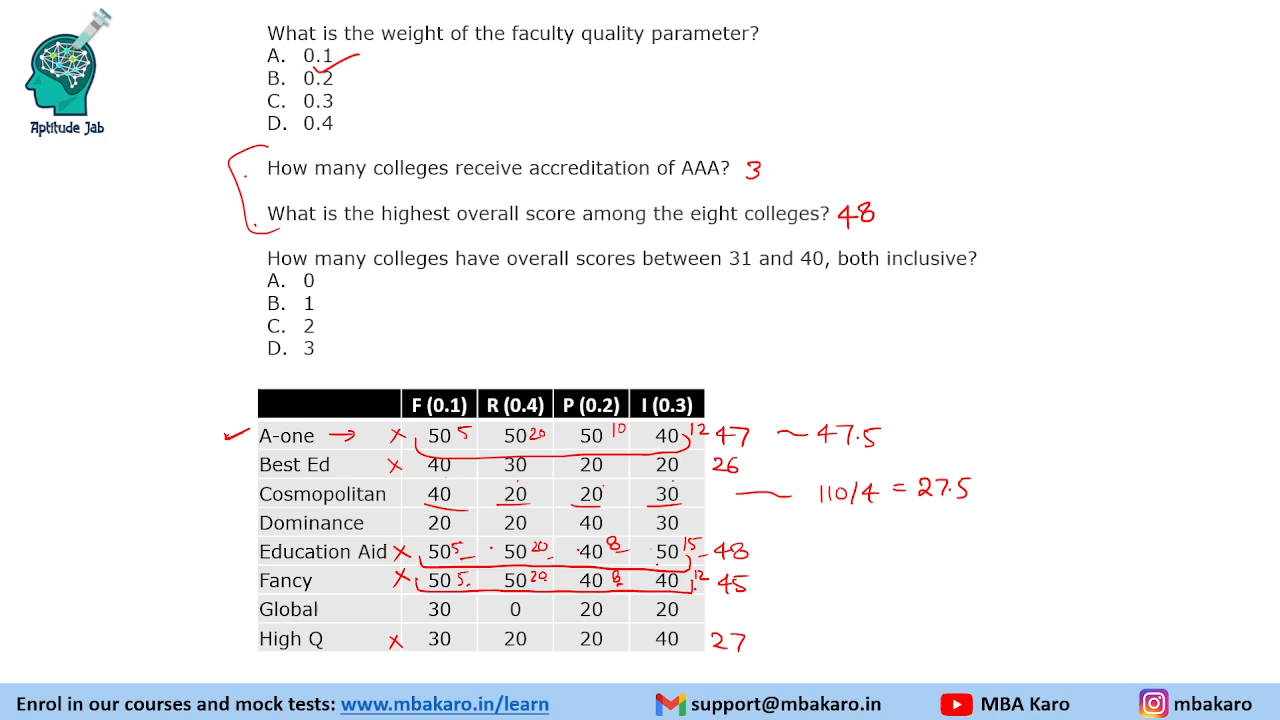 Aptitude Jab
What is the weight of the faculty quality parameter?
A. 0.1
B. 0.2
C. 0.3
D. 0.4
How many colleges receive accreditation of AAA? 3
What is the highest overall score among the eight colleges? 48
How many colleges have overall scores between 31 and 40, both inclusive?
A. 0
B. 1
C. 2
D. 3
F (0.1) R (0.4) P (0.2) I (0.3)
A-one → x 50 5 50 20 50 10 40 12 47 ~ 47.5
Best Ed x 40 30 20 20 26
Cosmopolitan 40 20 20 30 — 110/4 = 27.5
Dominance 20 20 40 30
Education Aid x 50 5 50 20 40 8 50 15 48
Fancy x 50 5 50 20 40 8 40 12 45
Global 30 0 20 20
High Q x 30 20 20 40 27
Enrol in our courses and mock tests: www.mbakaro.in/learn support@mbakaro.in MBA Karo mbakaro